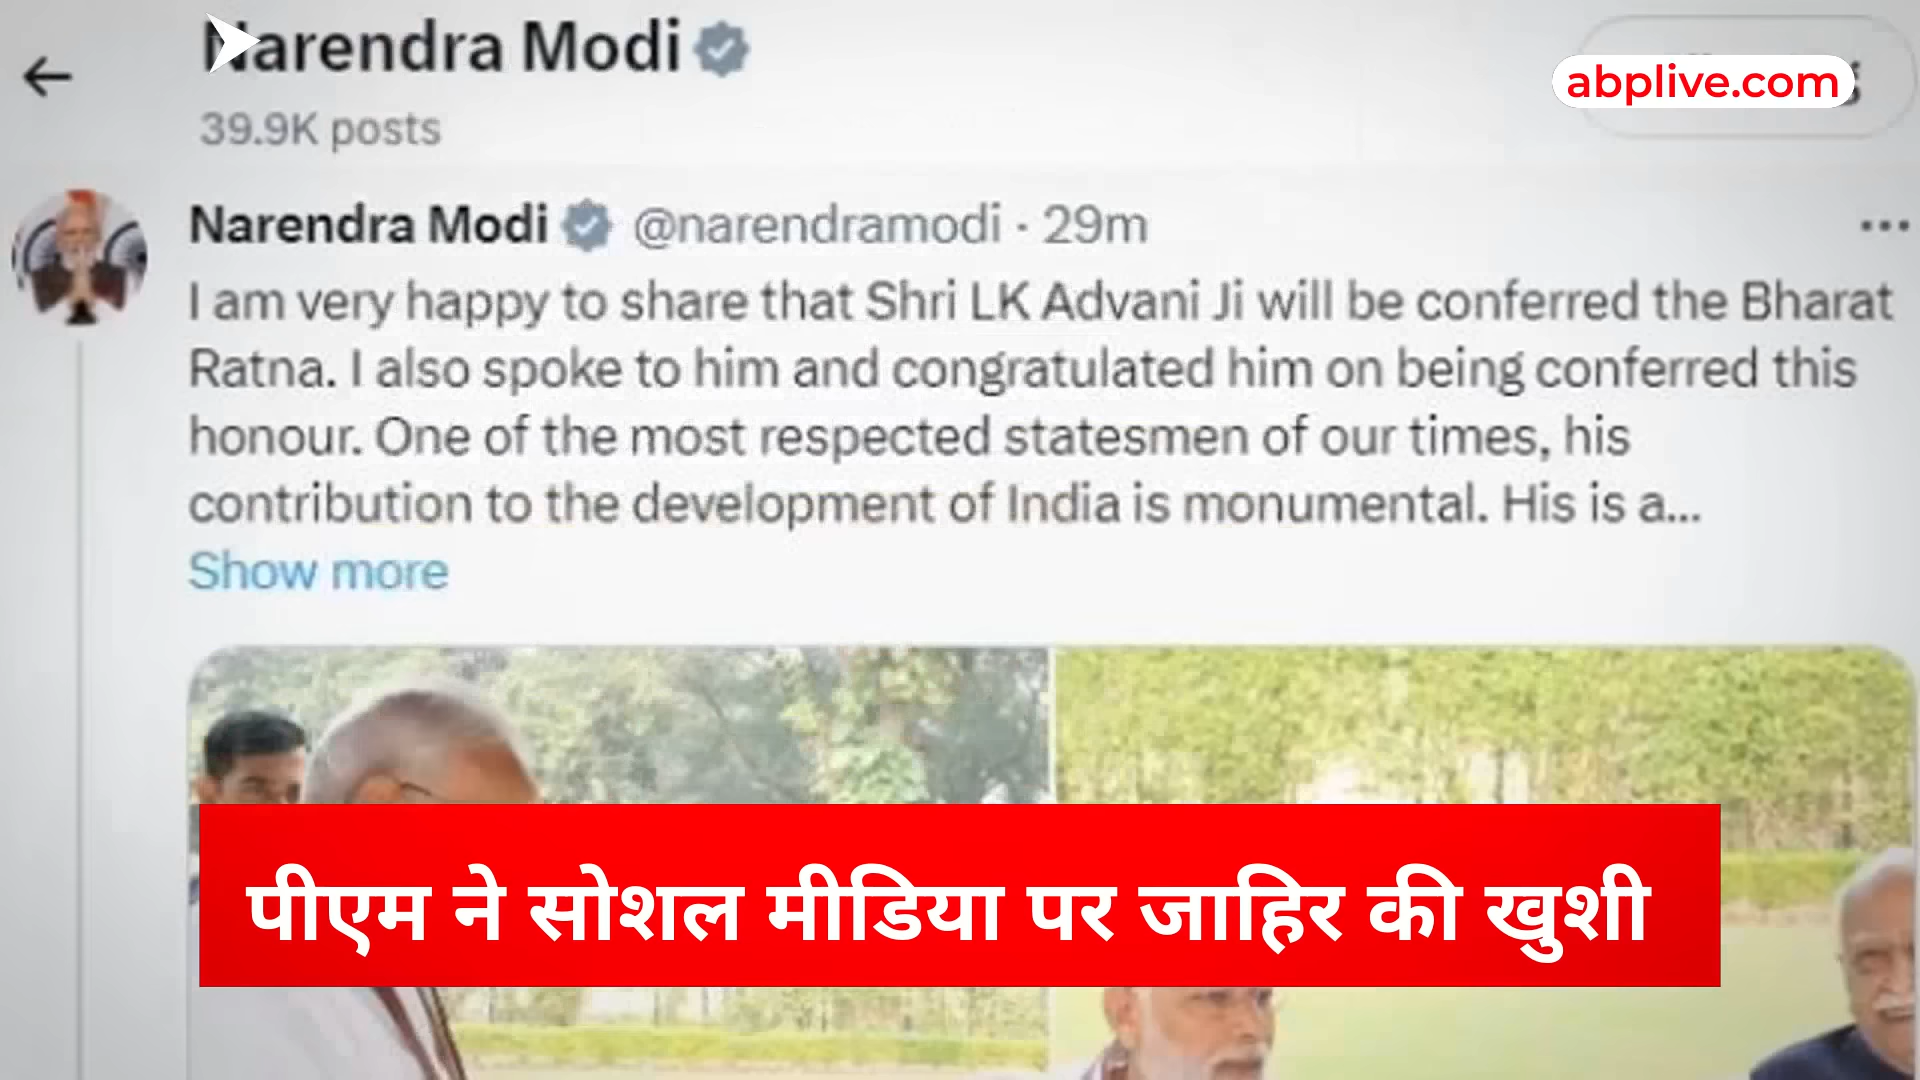 Narendra Modi
abplive.com
39.9K posts
Narendra Modi @narendramodi · 29m
I am very happy to share that Shri LK Advani Ji will be conferred the Bharat
Ratna. I also spoke to him and congratulated him on being conferred this
honour. One of the most respected statesmen of our times, his
contribution to the development of India is monumental. His is a...
Show more
पीएम ने सोशल मीडिया पर जाहिर की खुशी